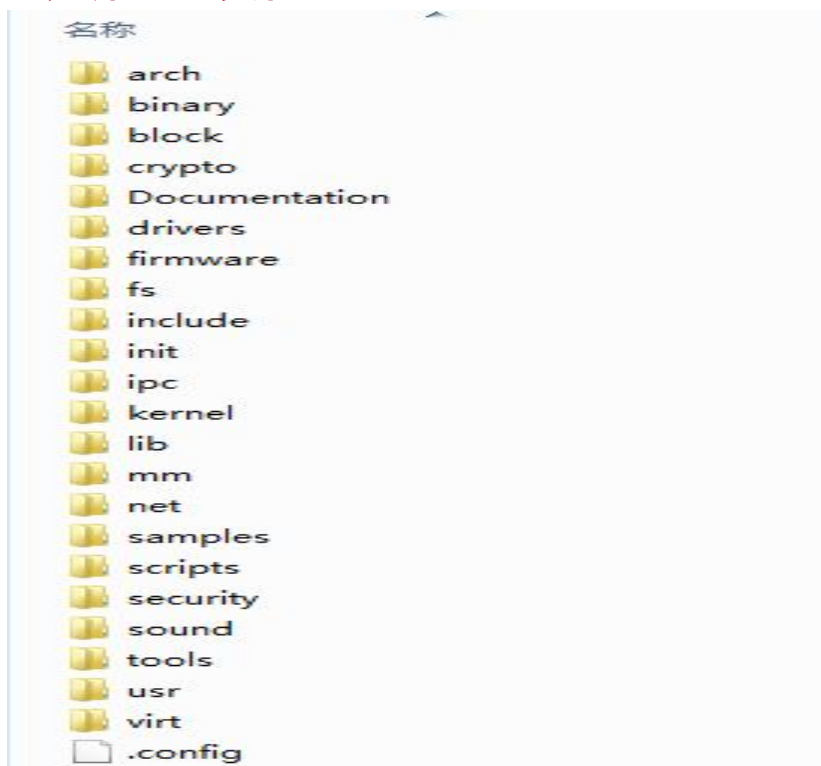 名称
arch
binary
block
crypto
Documentation
drivers
firmware
fs
include
init
ipc
kernel
lib
mm
net
samples
scripts
security
sound
tools
usr
virt
.config